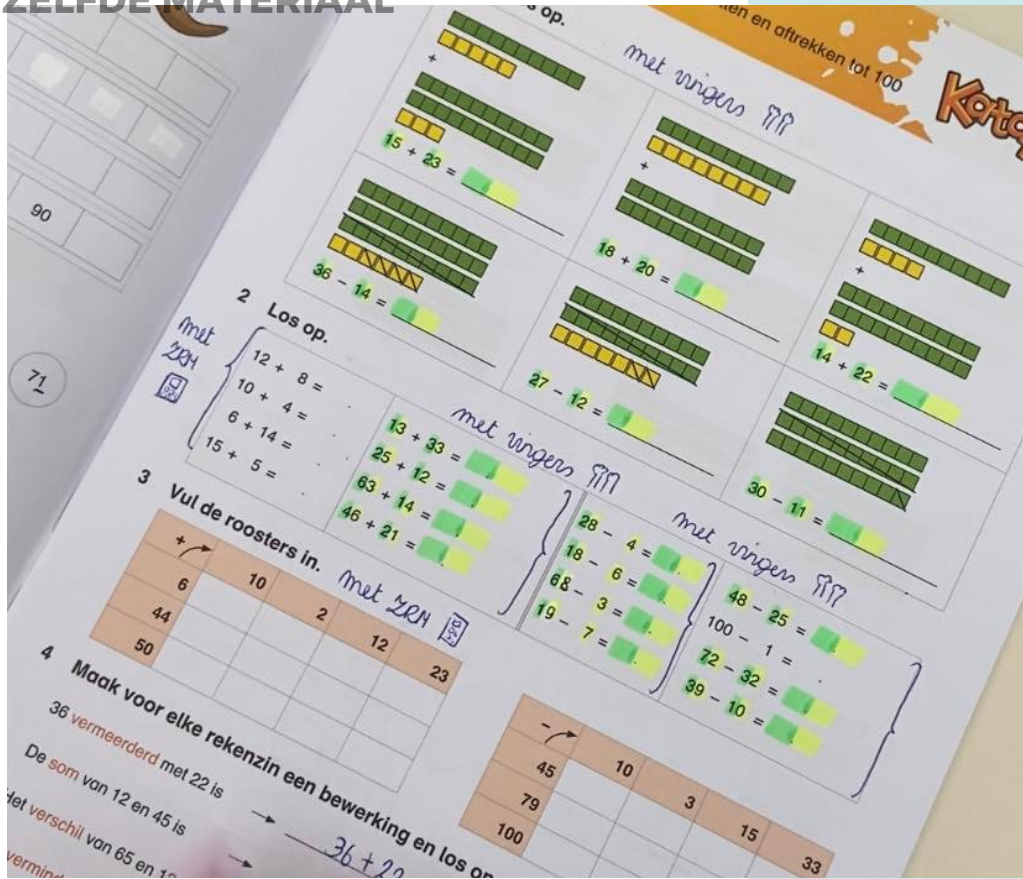 ZELFDE MATERIAAL
en aftrekken tot 100
op.
met vingers
15 + 23 =
18 + 20 =
14 + 22 =
36 - 14 =
27 - 12 =
30 - 11 =
90
71
2 Los op.
met ZRM
12 + 8 =
10 + 4 =
6 + 14 =
15 + 5 =
met vingers
13 + 33 =
25 + 12 =
63 + 14 =
46 + 21 =
28 - 4 =
18 - 6 =
68 - 3 =
19 - 7 =
met vingers
48 - 25 =
100 - 1 =
72 - 32 =
39 - 10 =
3 Vul de roosters in. met ZRM
+ 10 2 12 23
6
44
50
- 10 3 15 33
45
79
100
4 Maak voor elke rekenzin een bewerking en los op
36 vermeerderd met 22 is 36 + 22
De som van 12 en 45 is
het verschil van 65 en